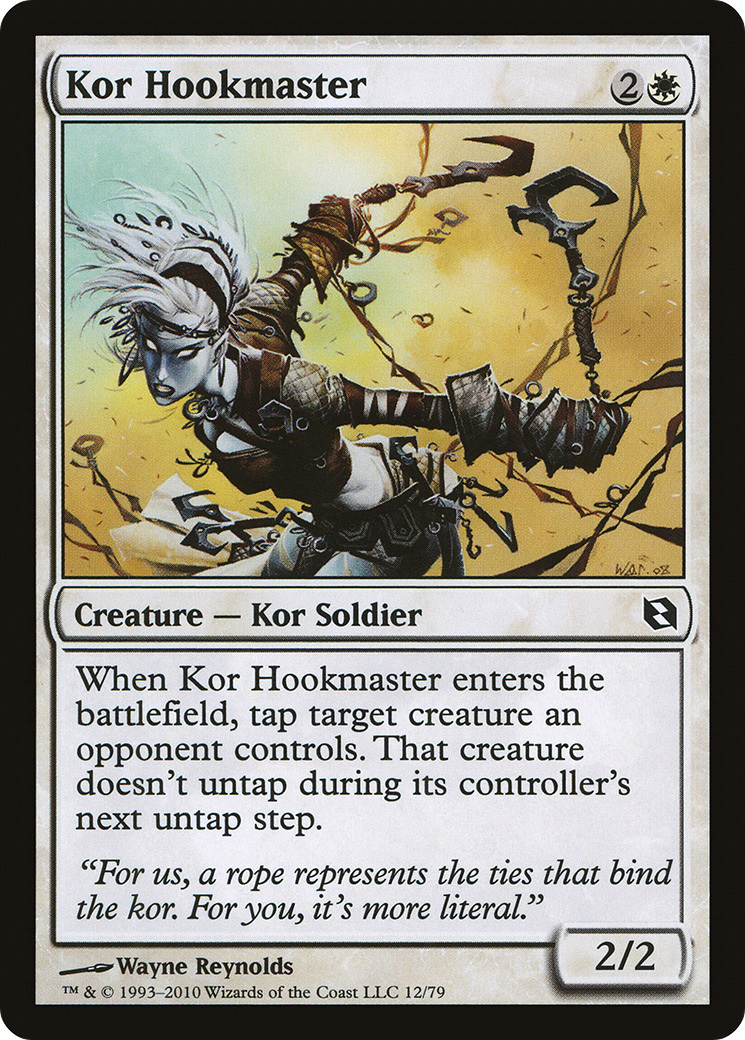 Kor Hookmaster 2
W.O.R. 08
Creature — Kor Soldier
When Kor Hookmaster enters the
battlefield, tap target creature an
opponent controls. That creature
doesn't untap during its controller's
next untap step.
"For us, a rope represents the ties that bind
the kor. For you, it's more literal."
2/2
Wayne Reynolds
™ & © 1993–2010 Wizards of the Coast LLC 12/79